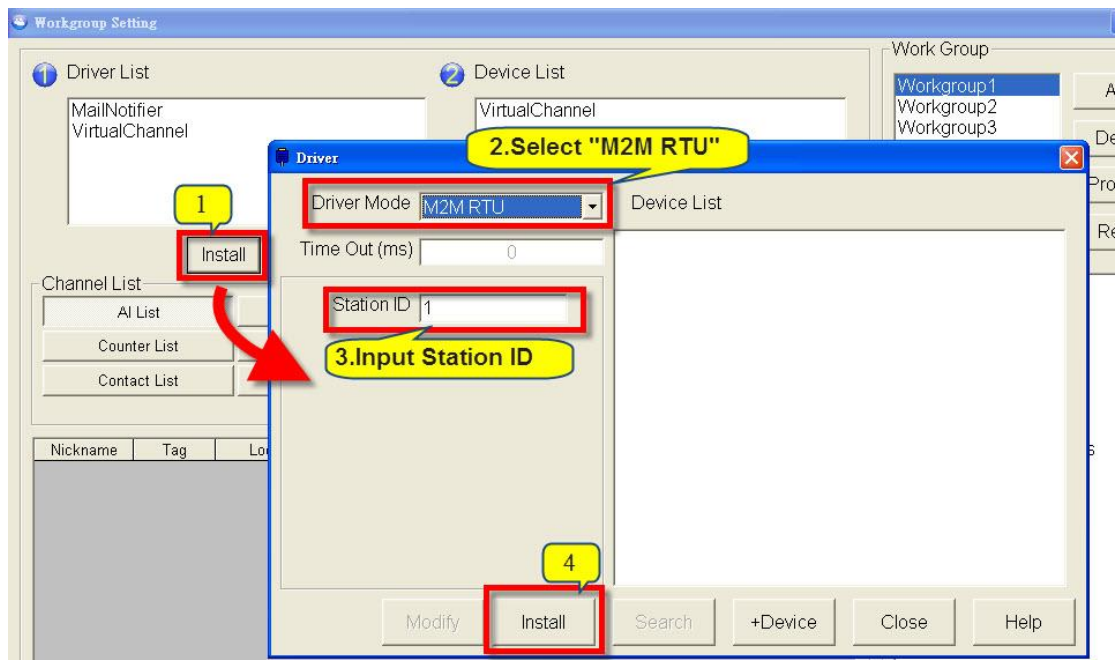 Workgroup Setting
1 Driver List
MailNotifier
VirtualChannel
1
Install
2 Device List
VirtualChannel
Work Group
Workgroup1
Workgroup2
Workgroup3
Channel List
AI List
Counter List
Contact List
Nickname Tag
Driver
2.Select "M2M RTU"
Driver Mode M2M RTU
Time Out (ms) 0
Station ID 1
3.Input Station ID
Device List
4
Modify Install Search +Device Close Help